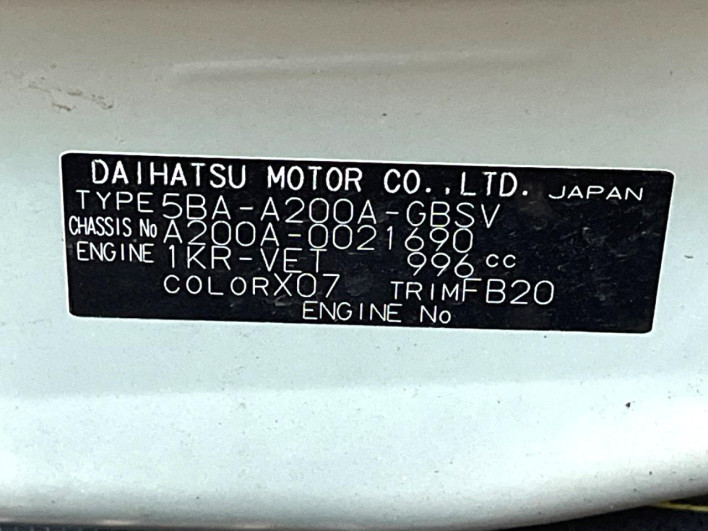 DAIHATSU MOTOR CO.,LTD. JAPAN
TYPE 5BA-A200A-GBSV
CHASSIS No A200A-0021690
ENGINE 1KR-VET 996 cc
COLOR X07 TRIM FB20
ENGINE No